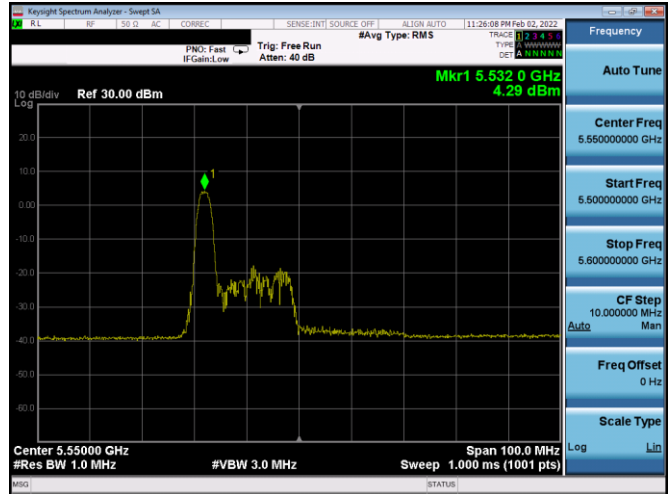 Keysight Spectrum Analyzer - Swept SA
LXI RL RF 50 Ω AC CORREC SENSE:INT SOURCE OFF ALIGN AUTO 11:26:08 PM Feb 02, 2022
#Avg Type: RMS
TRACE 1 2 3 4 5 6
PNO: Fast Trig: Free Run
TYPE A WWWWW
IFGain:Low Atten: 40 dB
DET A N N N N N
Mkr1 5.532 0 GHz
4.29 dBm
10 dB/div Ref 30.00 dBm
Log
20.0
10.0
1
0.00
-10.0
-20.0
-30.0
-40.0
-50.0
-60.0
Center 5.55000 GHz Span 100.0 MHz
#Res BW 1.0 MHz #VBW 3.0 MHz Sweep 1.000 ms (1001 pts)
MSG STATUS
Frequency
Auto Tune
Center Freq
5.550000000 GHz
Start Freq
5.500000000 GHz
Stop Freq
5.600000000 GHz
CF Step
10.000000 MHz
Auto Man
Freq Offset
0 Hz
Scale Type
Log Lin